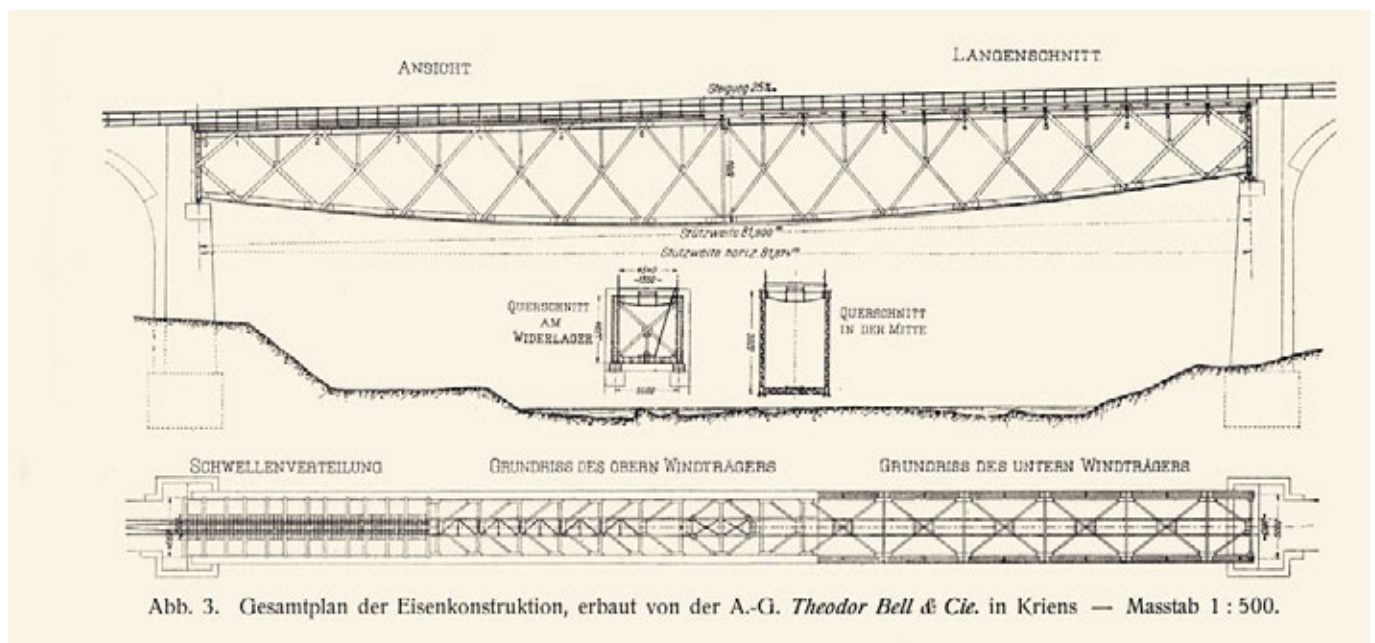 ANSICHT
LANGENSCHNITT
Steigung 25‰
Stützweite 81,900 m
Stützweite horiz. 81,874 m
QUERSCHNITT
AM
WIDERLAGER
QUERSCHNITT
IN DER MITTE
SCHWELLENVERTEILUNG
GRUNDRISS DES OBERN WINDTRÄGERS
GRUNDRISS DES UNTERN WINDTRÄGERS
Abb. 3. Gesamtplan der Eisenkonstruktion, erbaut von der A.-G. Theodor Bell & Cie. in Kriens — Masstab 1 : 500.